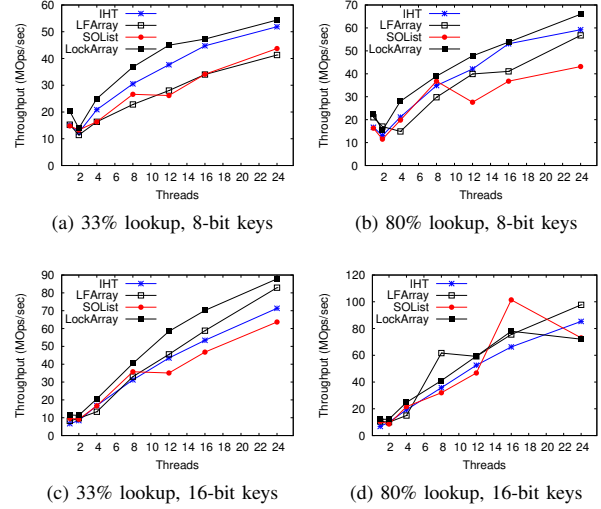 60
50
40
30
20
10
0
Throughput (MOps/sec)
IHT
LFArray
SOList
LockArray
2 4 6 8 10 12 14 16 18 20 22 24
Threads
(a) 33% lookup, 8-bit keys
70
60
50
40
30
20
10
0
Throughput (MOps/sec)
IHT
LFArray
SOList
LockArray
2 4 6 8 10 12 14 16 18 20 22 24
Threads
(b) 80% lookup, 8-bit keys
90
80
70
60
50
40
30
20
10
0
Throughput (MOps/sec)
IHT
LFArray
SOList
LockArray
2 4 6 8 10 12 14 16 18 20 22 24
Threads
(c) 33% lookup, 16-bit keys
120
100
80
60
40
20
0
Throughput (MOps/sec)
IHT
LFArray
SOList
LockArray
2 4 6 8 10 12 14 16 18 20 22 24
Threads
(d) 80% lookup, 16-bit keys